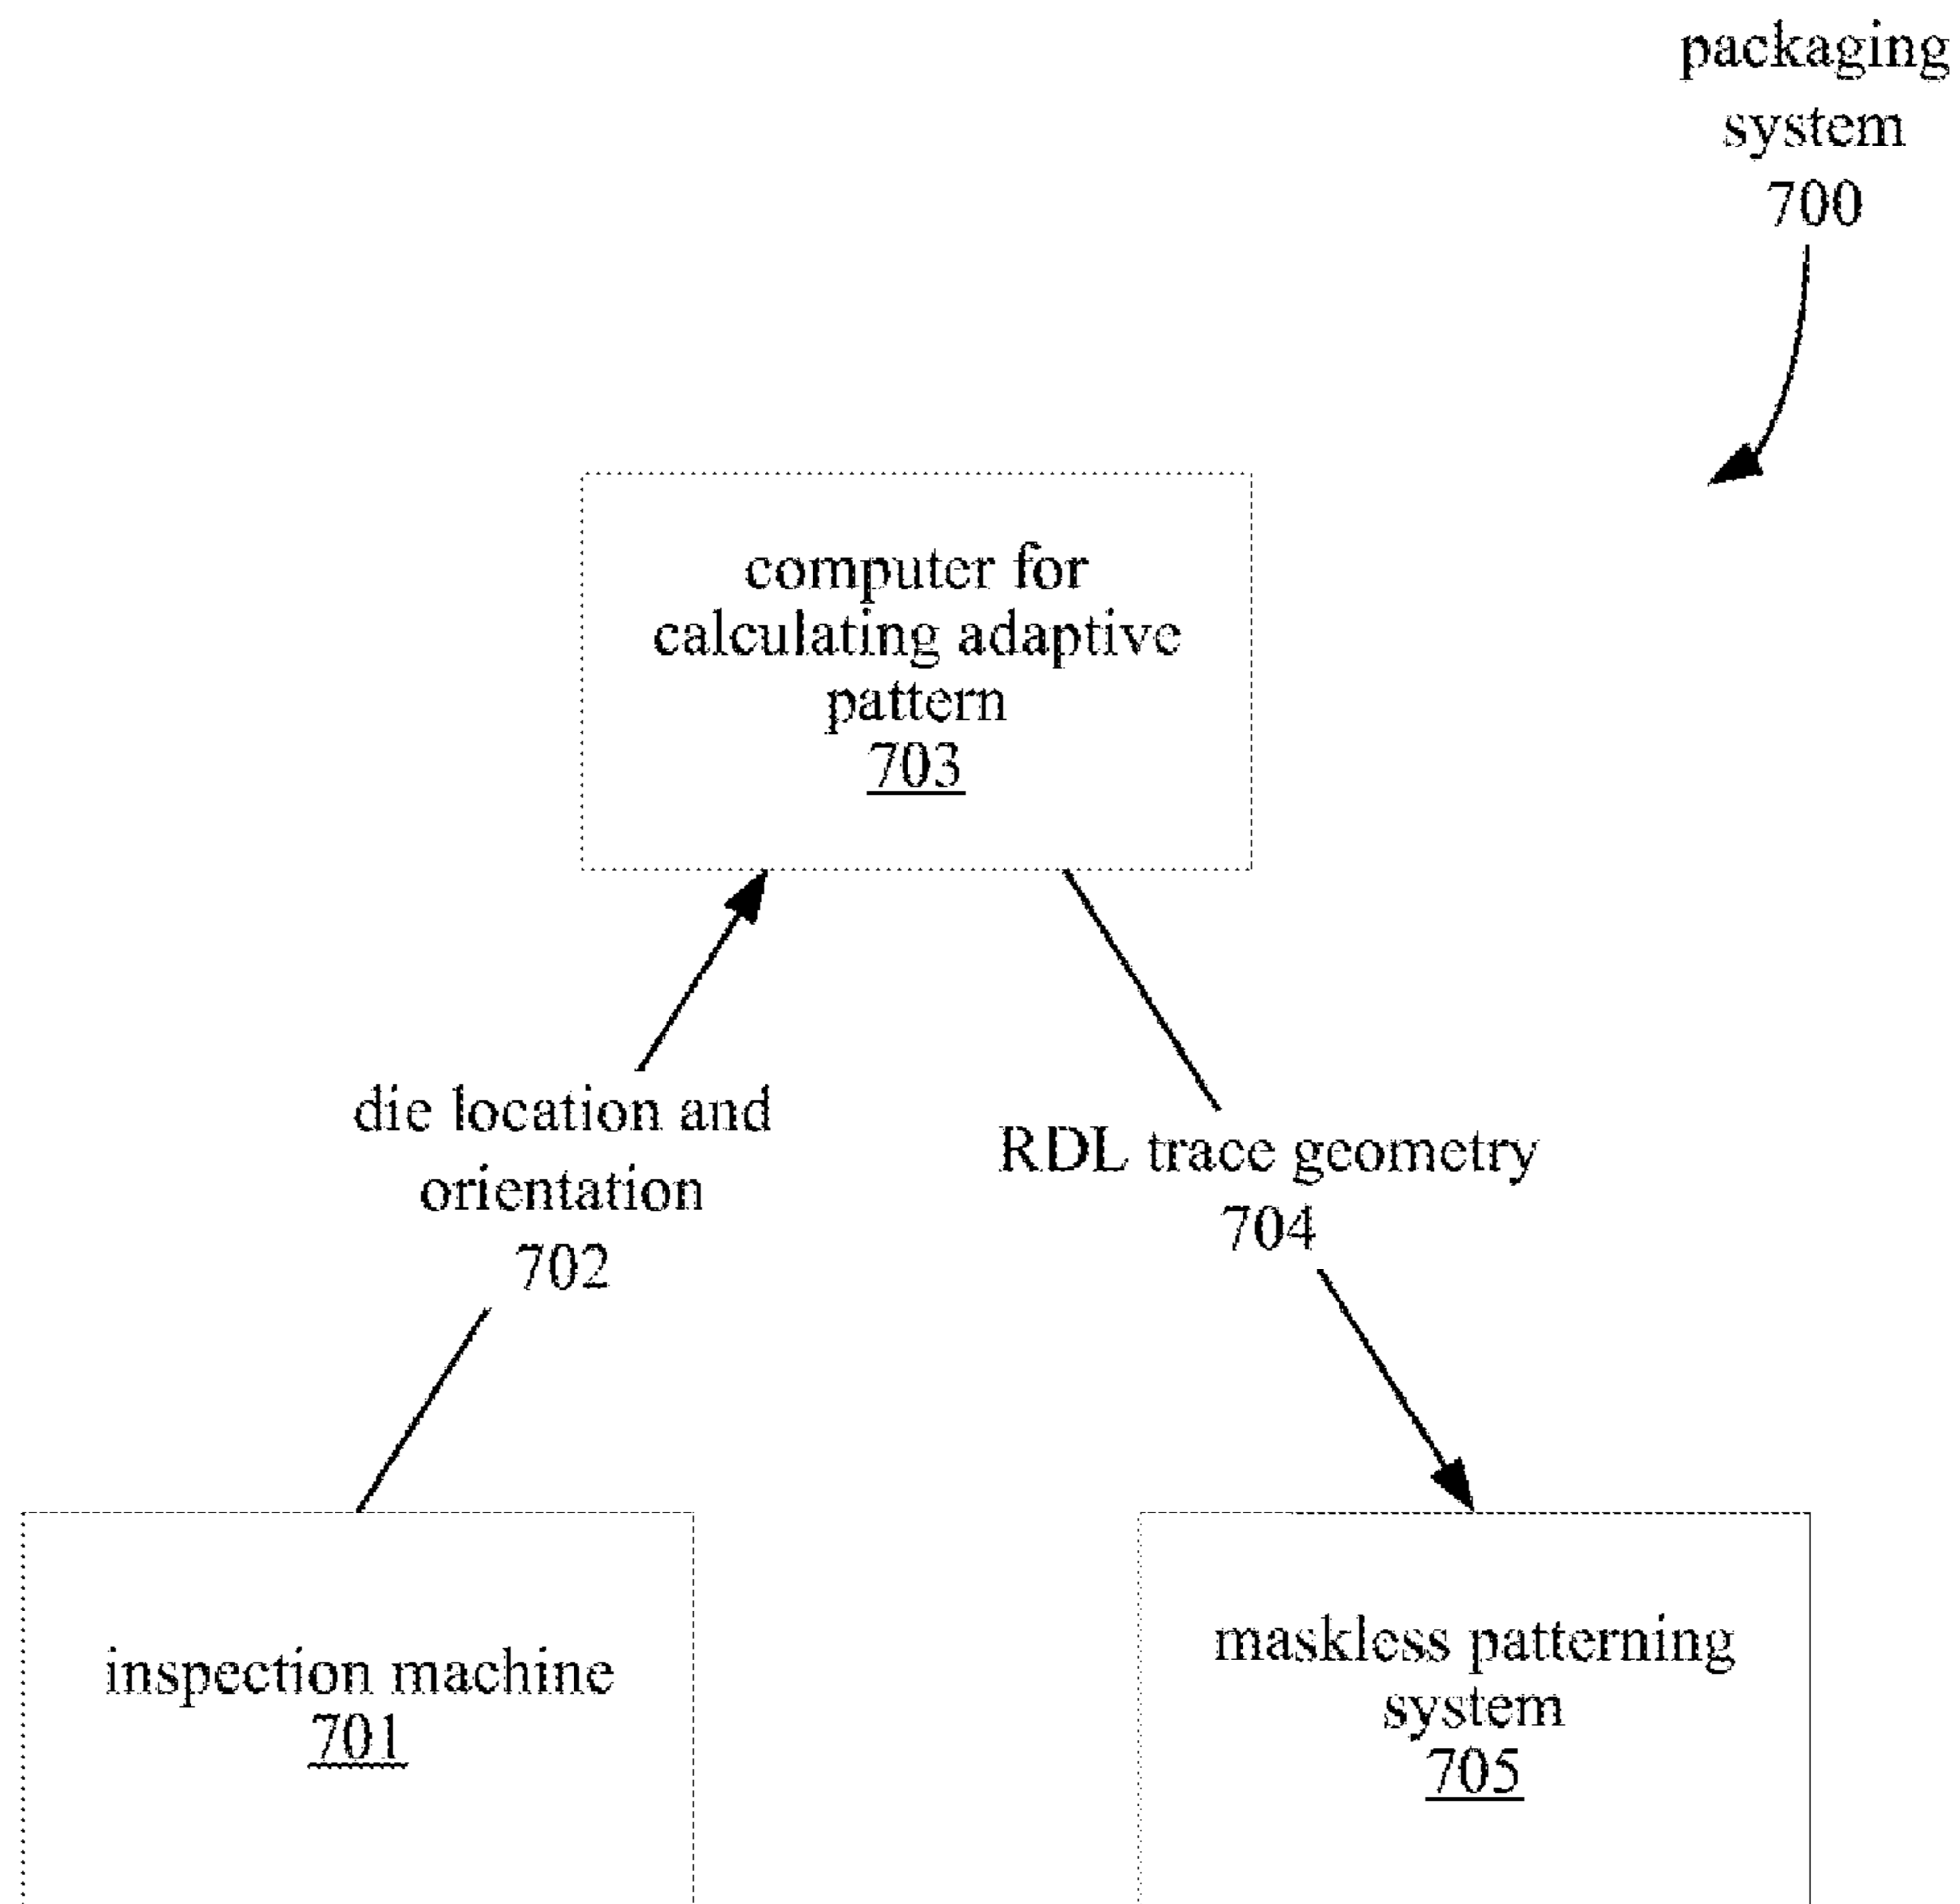 packaging
system
700
computer for
calculating adaptive
pattern
703
die location and
orientation
702
RDL trace geometry
704
inspection machine
701
maskless patterning
system
705